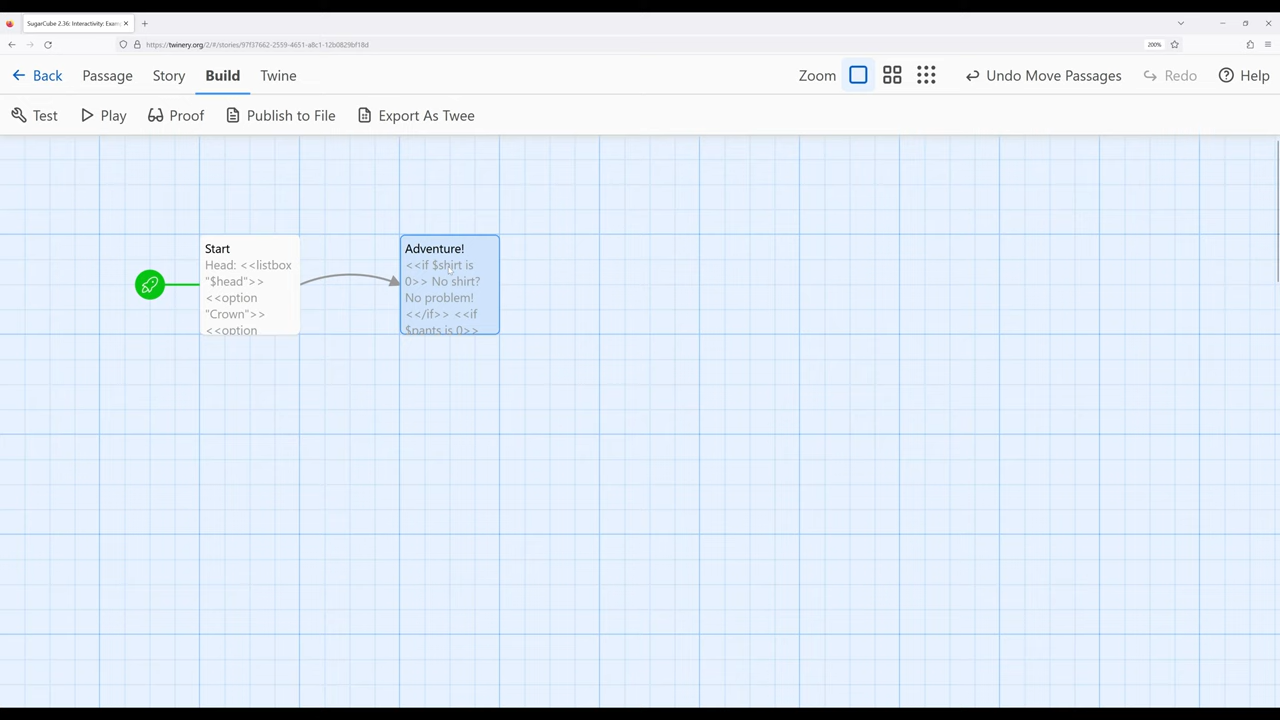 SugarCube 2.36: Interactivity: Exam
https://twinery.org/2/#/stories/97f37662-2559-4651-a8c1-12b0829bf18d
200%
Back
Passage
Story
Build
Twine
Zoom
Undo Move Passages
Redo
Help
Test
Play
Proof
Publish to File
Export As Twee
Start
Head: <<listbox
"$head">>
<<option
"Crown">>
<<option
Adventure!
<<if $shirt is
0>> No shirt?
No problem!
<</if>> <<if
$pants is 0>>